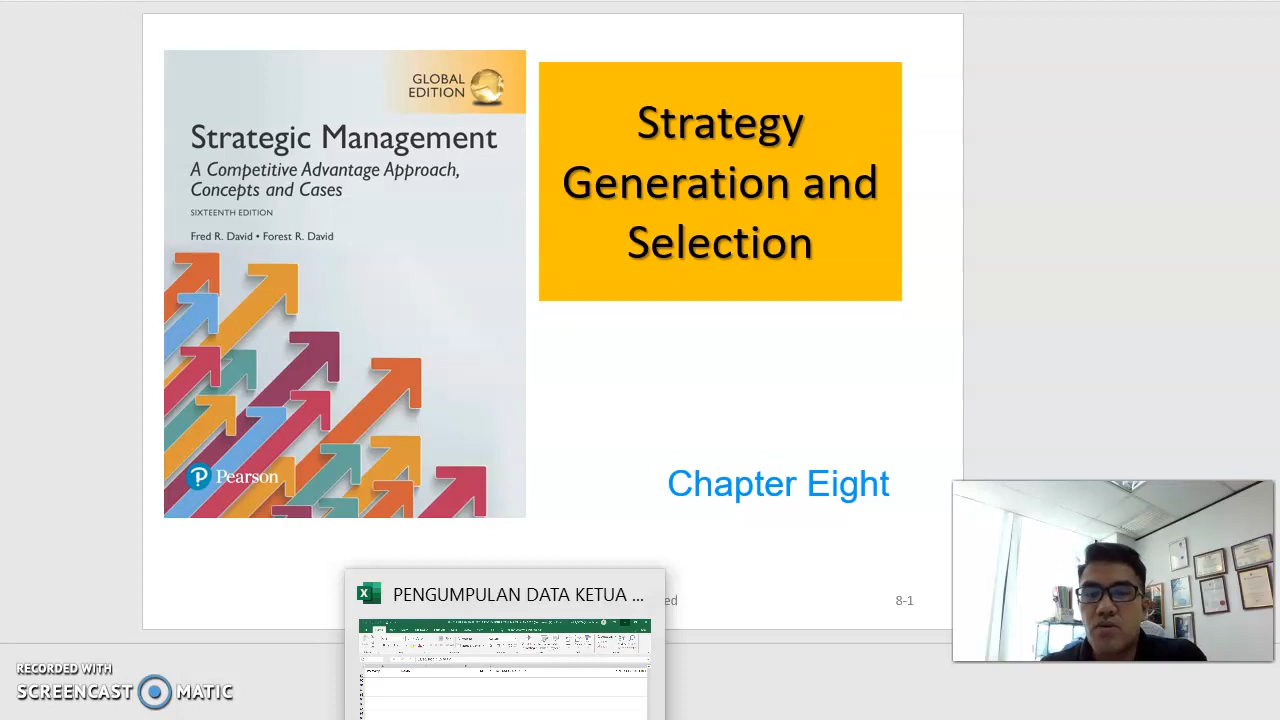 GLOBAL
EDITION
Strategic Management
A Competitive Advantage Approach,
Concepts and Cases
SIXTEENTH EDITION
Fred R. David • Forest R. David
Pearson
Strategy
Generation and
Selection
Chapter Eight
PENGUMPULAN DATA KETUA ...
ed
8-1
RECORDED WITH
SCREENCAST MATIC